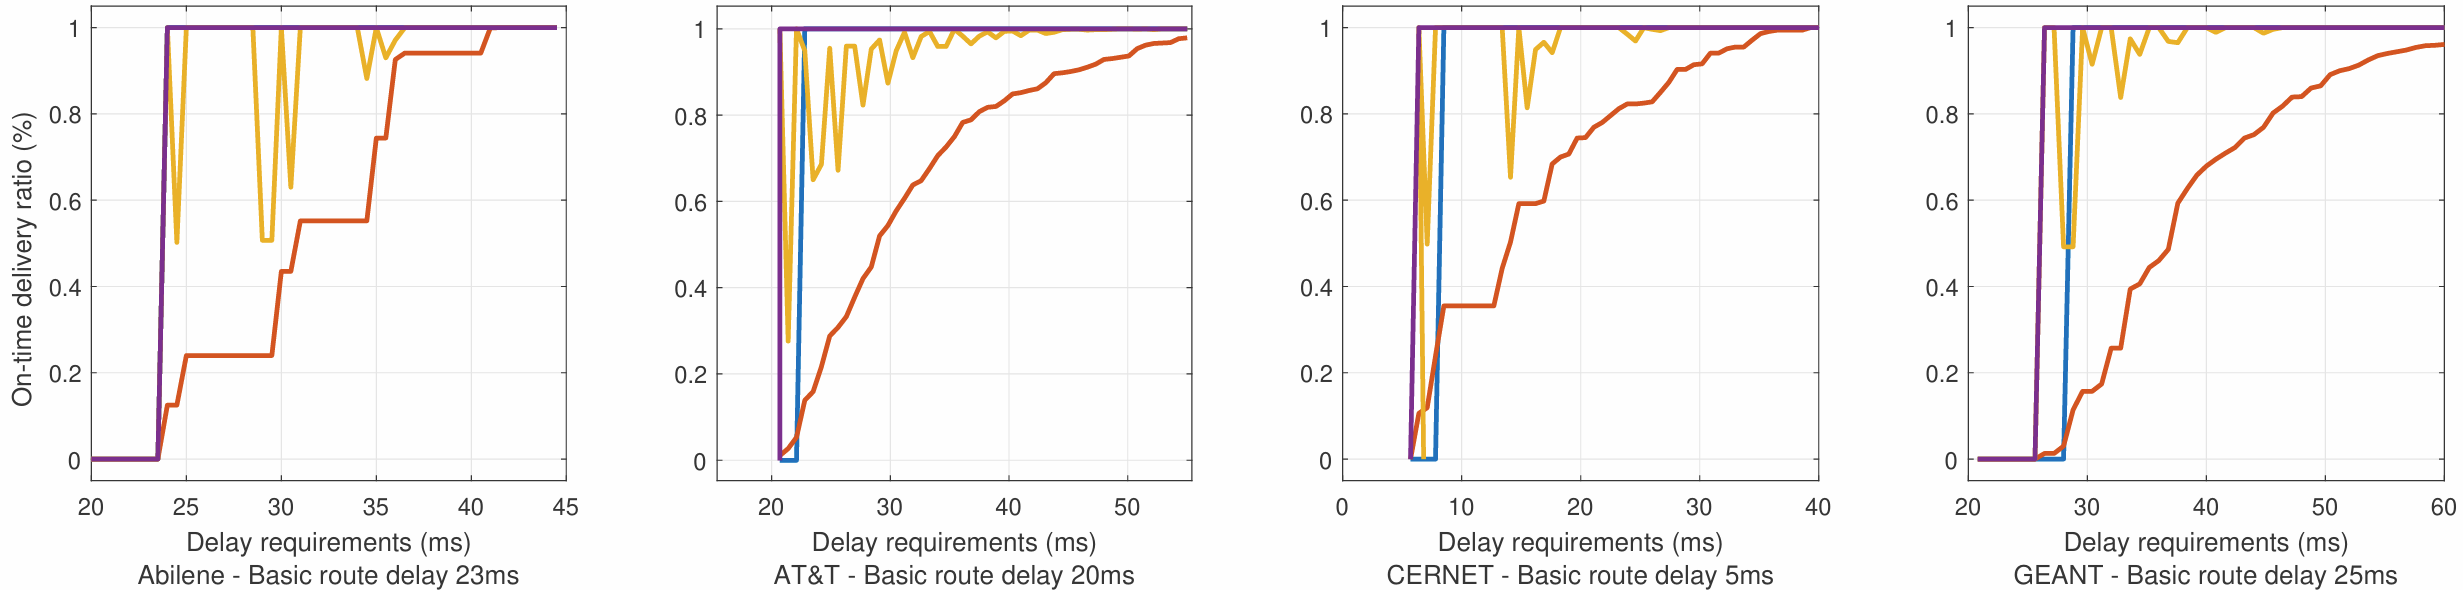 On-time delivery ratio (%)
1
0.8
0.6
0.4
0.2
0
20 25 30 35 40 45
Delay requirements (ms)
Abilene - Basic route delay 23ms
1
0.8
0.6
0.4
0.2
0
20 30 40 50
Delay requirements (ms)
AT&T - Basic route delay 20ms
1
0.8
0.6
0.4
0.2
0
0 10 20 30 40
Delay requirements (ms)
CERNET - Basic route delay 5ms
1
0.8
0.6
0.4
0.2
0
20 30 40 50 60
Delay requirements (ms)
GEANT - Basic route delay 25ms